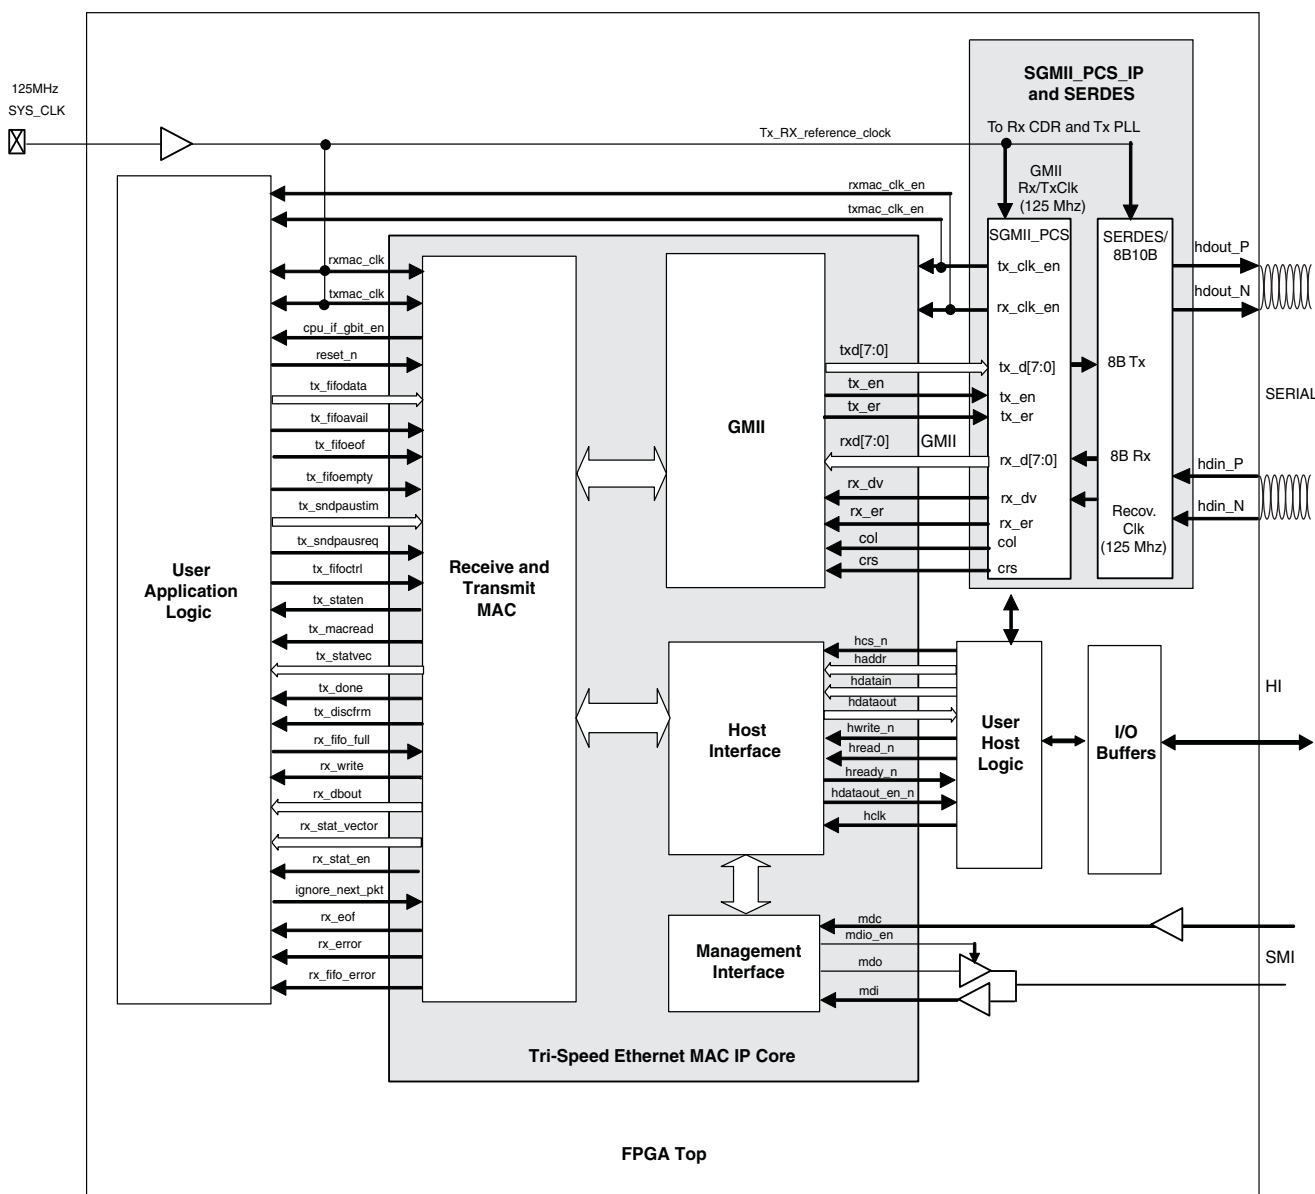 SGMII_PCS_IP
and SERDES
125MHz
SYS_CLK
Tx_RX_reference_clock
To Rx CDR and Tx PLL
GMII
Rx/TxClk
(125 Mhz)
rxmac_clk_en
txmac_clk_en
SGMII_PCS
SERDES/
8B10B
hdout_P
hdout_N
tx_clk_en
rx_clk_en
rxmac_clk
txmac_clk
cpu_if_gbit_en
reset_n
tx_fifodata
tx_fifoavail
tx_fifoeof
tx_fifoempty
tx_sndpaustim
tx_sndpausreq
tx_fifoctrl
tx_staten
tx_macread
tx_statvec
tx_done
tx_discfrm
rx_fifo_full
rx_write
rx_dbout
rx_stat_vector
rx_stat_en
ignore_next_pkt
rx_eof
rx_error
rx_fifo_error
User
Application
Logic
Receive and
Transmit
MAC
GMII
txd[7:0]
tx_en
tx_er
rxd[7:0]
rx_dv
rx_er
col
crs
GMII
tx_d[7:0]
tx_en
tx_er
rx_d[7:0]
rx_dv
rx_er
col
crs
8B Tx
8B Rx
Recov.
Clk
(125 Mhz)
SERIAL
hdin_P
hdin_N
Host
Interface
hcs_n
haddr
hdatain
hdataout
hwrite_n
hread_n
hready_n
hdataout_en_n
hclk
User
Host
Logic
I/O
Buffers
HI
Management
Interface
mdc
mdio_en
mdo
mdi
SMI
Tri-Speed Ethernet MAC IP Core
FPGA Top